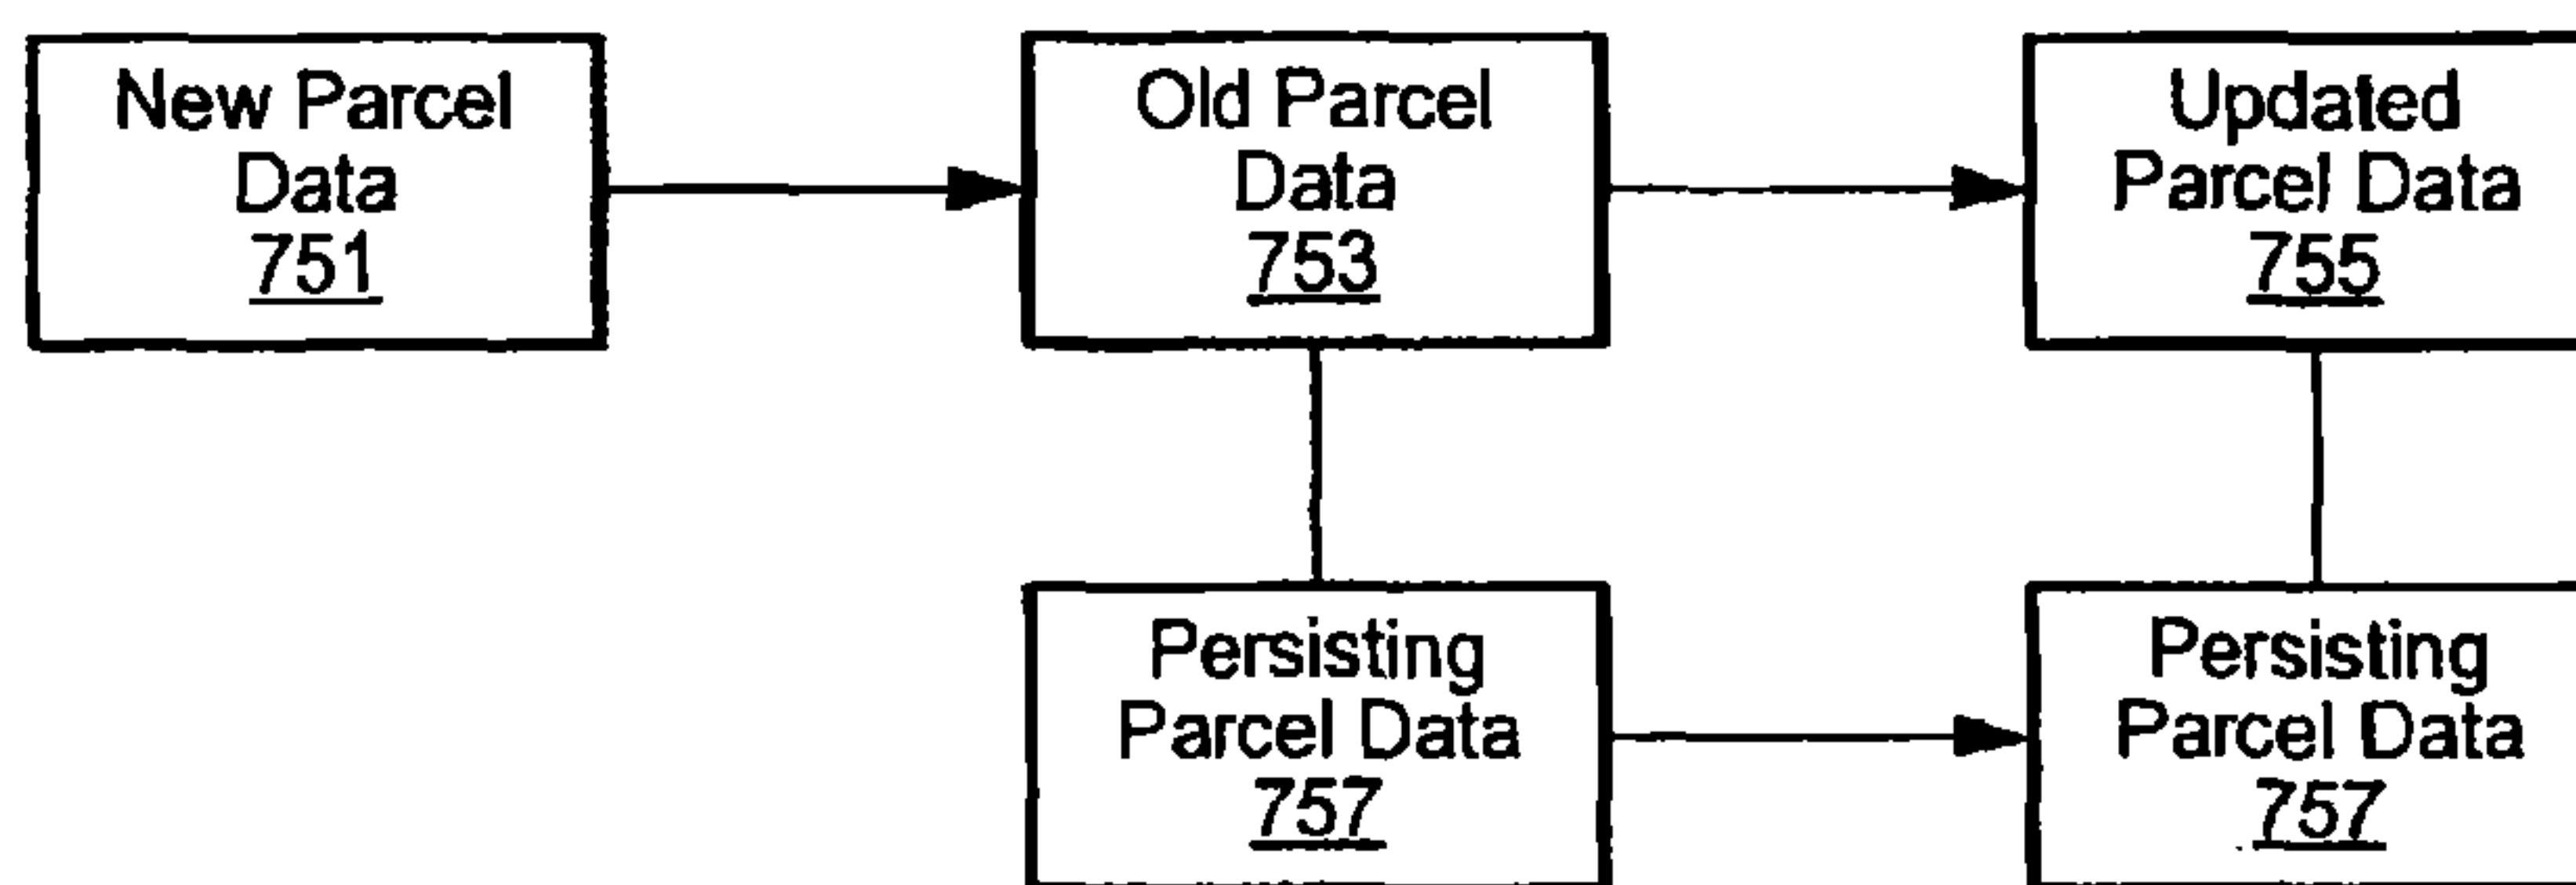 New Parcel
Data
751
Old Parcel
Data
753
Updated
Parcel Data
755
Persisting
Parcel Data
757
Persisting
Parcel Data
757